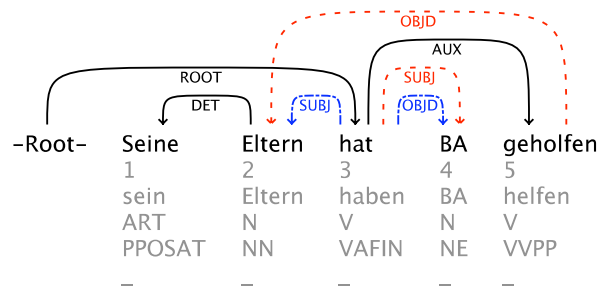 OBJD
AUX
ROOT SUBJ
DET SUBJ OBJD
-Root- Seine Eltern hat BA geholfen
1 2 3 4 5
sein Eltern haben BA helfen
ART N V N V
PPOSAT NN VAFIN NE VVPP
_ _ _ _ _